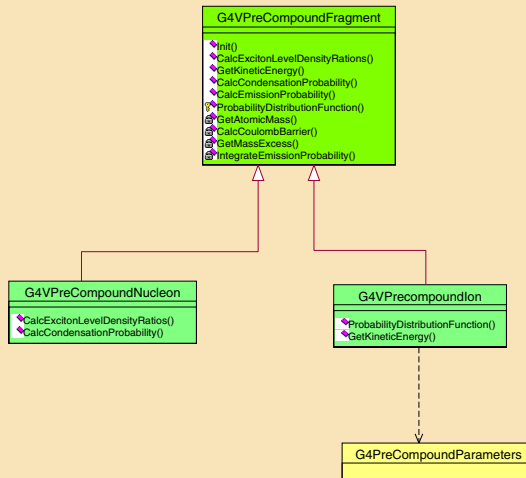 G4VPreCompoundFragment
Init()
CalcExcitonLevelDensityRations()
GetKineticEnergy()
CalcCondensationProbability()
CalcEmissionProbability()
ProbabilityDistributionFunction()
GetAtomicMass()
CalcCoulombBarrier()
GetMassExcess()
IntegrateEmissionProbability()
G4VPreCompoundNucleon
CalcExcitonLevelDensityRatios()
CalcCondensationProbability()
G4VPrecompoundIon
ProbabilityDistributionFunction()
GetKineticEnergy()
G4PreCompoundParameters